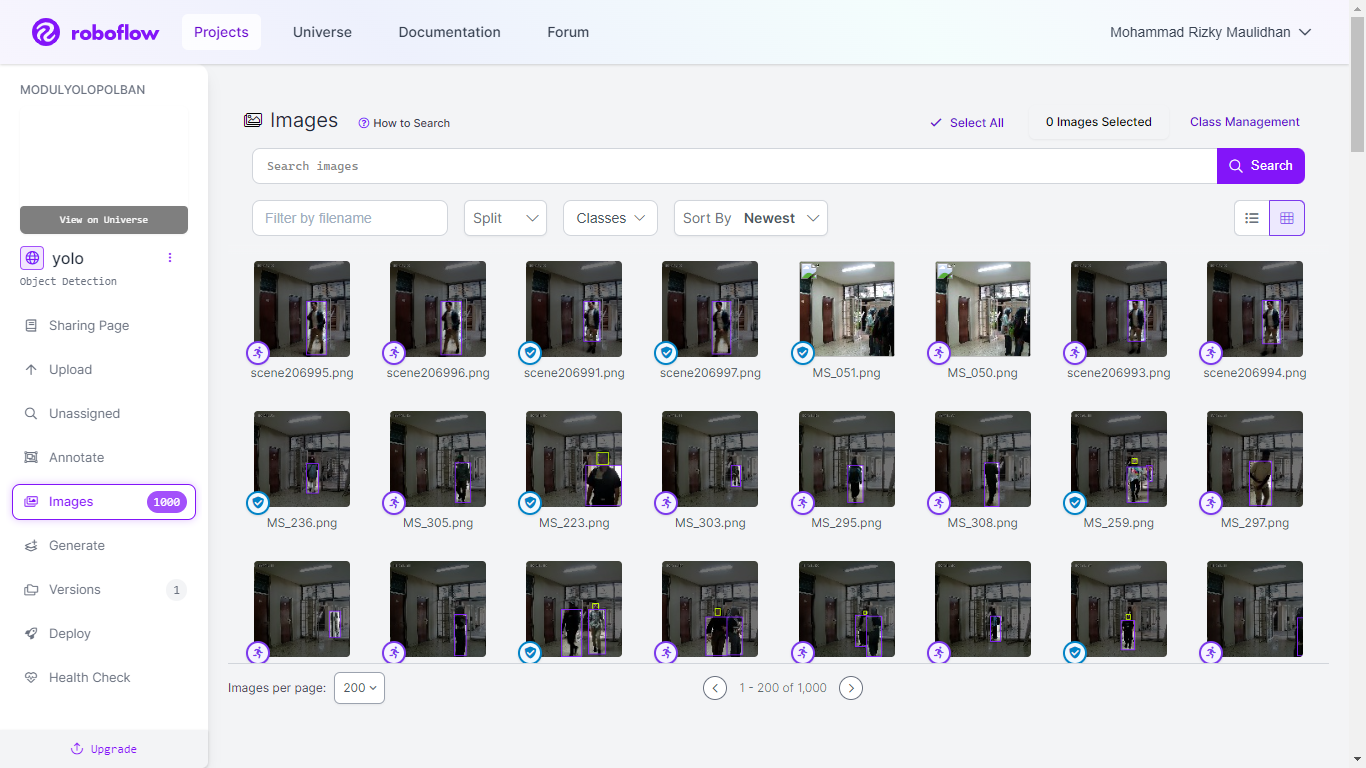 roboflow
Projects
Universe
Documentation
Forum
Mohammad Rizky Maulidhan
MODULYOLOPOLBAN
View on Universe
yolo
Object Detection
Sharing Page
Upload
Unassigned
Annotate
Images 1000
Generate
Versions 1
Deploy
Health Check
Upgrade
Images
How to Search
Select All
0 Images Selected
Class Management
Search images
Search
Filter by filename
Split
Classes
Sort By Newest
scene206995.png
scene206996.png
scene206991.png
scene206997.png
MS_051.png
MS_050.png
scene206993.png
scene206994.png
MS_236.png
MS_305.png
MS_223.png
MS_303.png
MS_295.png
MS_308.png
MS_259.png
MS_297.png
Images per page: 200
1 - 200 of 1,000